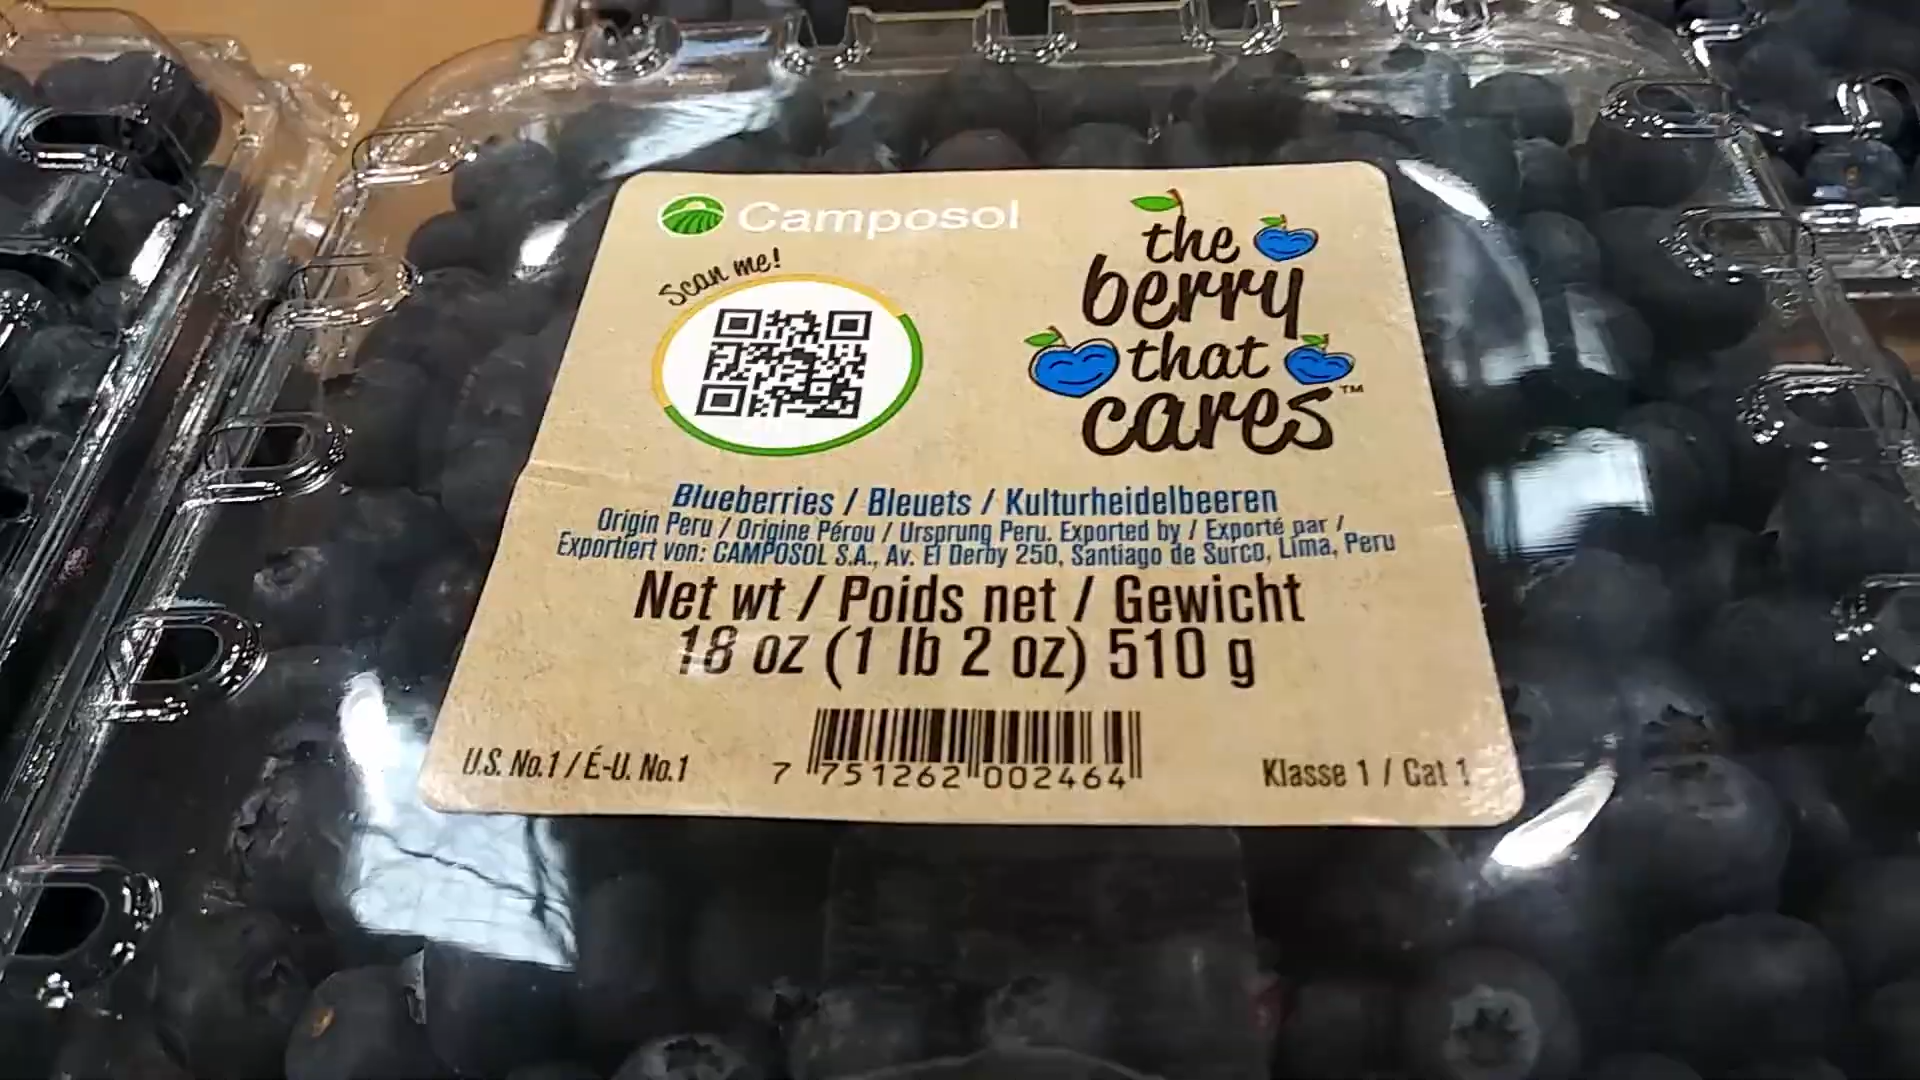 Camposol
Scan me!
the
berry
that
cares™
Blueberries / Bleuets / Kulturheidelbeeren
Origin Peru / Origine Pérou / Ursprung Peru. Exported by / Exporté par /
Exportiert von: CAMPOSOL S.A., Av. El Derby 250, Santiago de Surco, Lima, Peru
Net wt / Poids net / Gewicht
18 oz (1 lb 2 oz) 510 g
U.S. No.1 / É-U. No.1
7 751262 002464
Klasse 1 / Cat 1